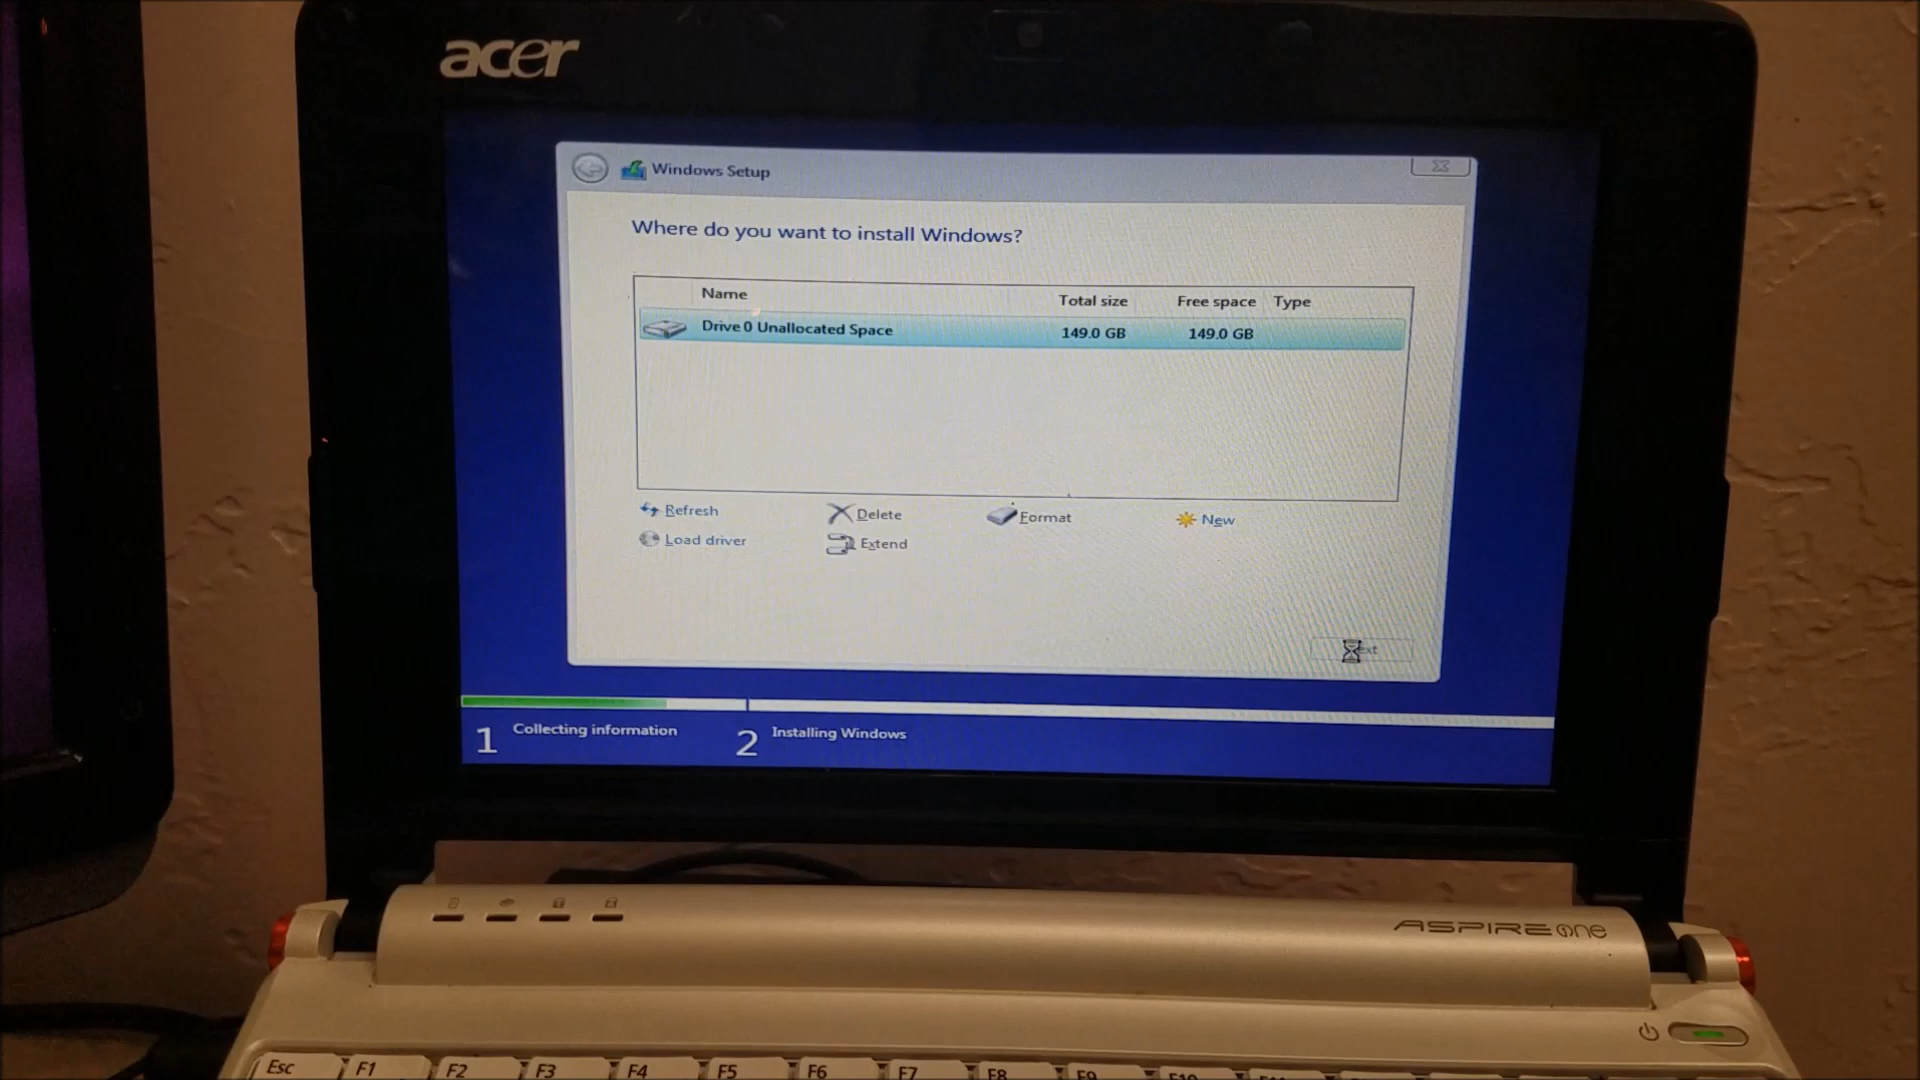 acer
Windows Setup
Where do you want to install Windows?
Name Total size Free space Type
Drive 0 Unallocated Space 149.0 GB 149.0 GB
Refresh Delete Format New
Load driver Extend
1 Collecting information 2 Installing Windows
ASPIRE one
Esc F1 F2 F3 F4 F5 F6 F7 F8 F9 F10